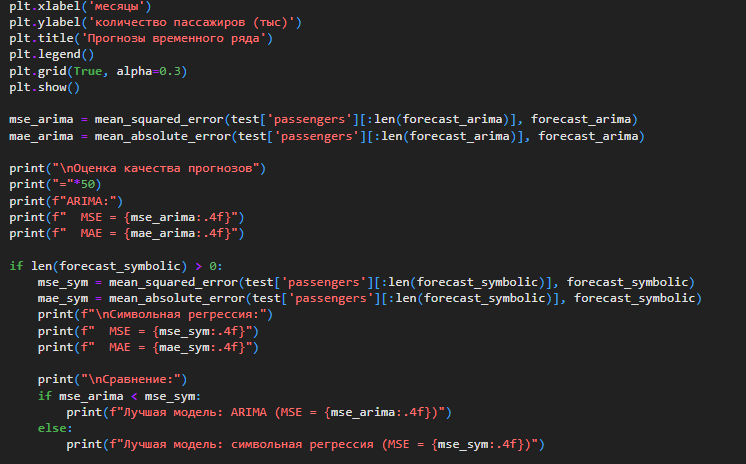 plt.xlabel('месяцы')
plt.ylabel('количество пассажиров (тыс)')
plt.title('Прогнозы временного ряда')
plt.legend()
plt.grid(True, alpha=0.3)
plt.show()

mse_arima = mean_squared_error(test['passengers'][:len(forecast_arima)], forecast_arima)
mae_arima = mean_absolute_error(test['passengers'][:len(forecast_arima)], forecast_arima)

print("\nОценка качества прогнозов")
print("="*50)
print(f"ARIMA:")
print(f"  MSE = {mse_arima:.4f}")
print(f"  MAE = {mae_arima:.4f}")

if len(forecast_symbolic) > 0:
    mse_sym = mean_squared_error(test['passengers'][:len(forecast_symbolic)], forecast_symbolic)
    mae_sym = mean_absolute_error(test['passengers'][:len(forecast_symbolic)], forecast_symbolic)
    print(f"\nСимвольная регрессия:")
    print(f"  MSE = {mse_sym:.4f}")
    print(f"  MAE = {mae_sym:.4f}")

    print("\nСравнение:")
    if mse_arima < mse_sym:
        print(f"Лучшая модель: ARIMA (MSE = {mse_arima:.4f})")
    else:
        print(f"Лучшая модель: символьная регрессия (MSE = {mse_sym:.4f})")